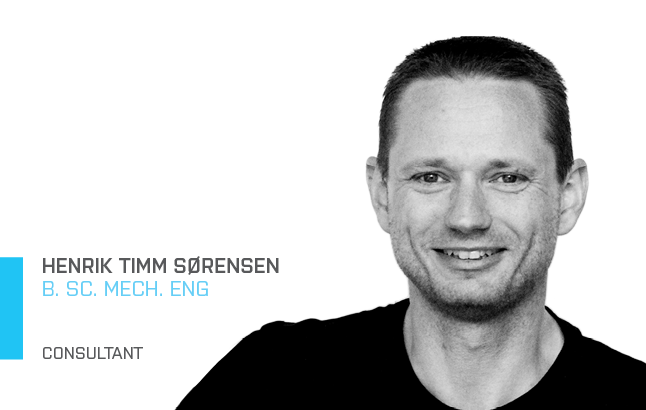 HENRIK TIMM SØRENSEN
B. SC. MECH. ENG
CONSULTANT